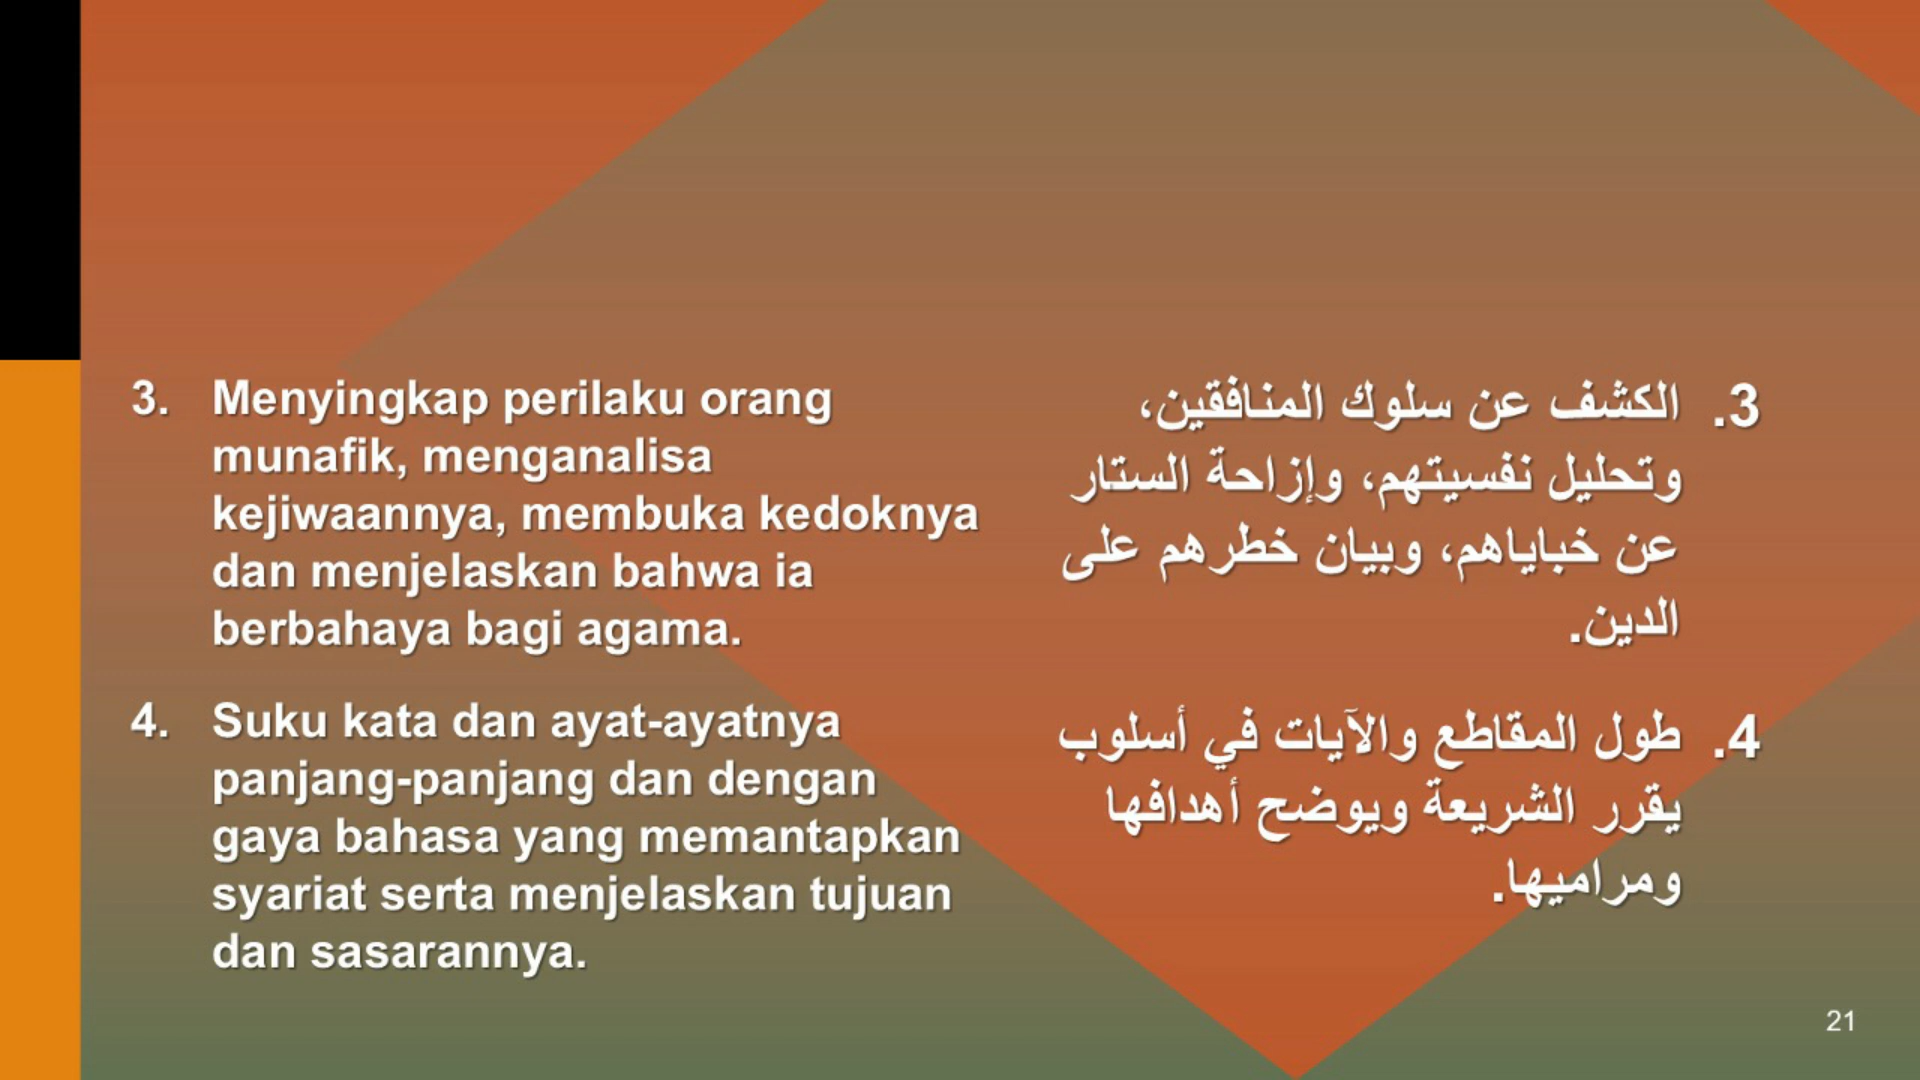 3. Menyingkap perilaku orang
munafik, menganalisa
kejiwaannya, membuka kedoknya
dan menjelaskan bahwa ia
berbahaya bagi agama.
4. Suku kata dan ayat-ayatnya
panjang-panjang dan dengan
gaya bahasa yang memantapkan
syariat serta menjelaskan tujuan
dan sasarannya.
3. الكشف عن سلوك المنافقين،
وتحليل نفسيتهم، وإزاحة الستار
عن خباياهم، وبيان خطرهم على
الدين.
4. طول المقاطع والآيات في أسلوب
يقرر الشريعة ويوضح أهدافها
ومراميها.
21